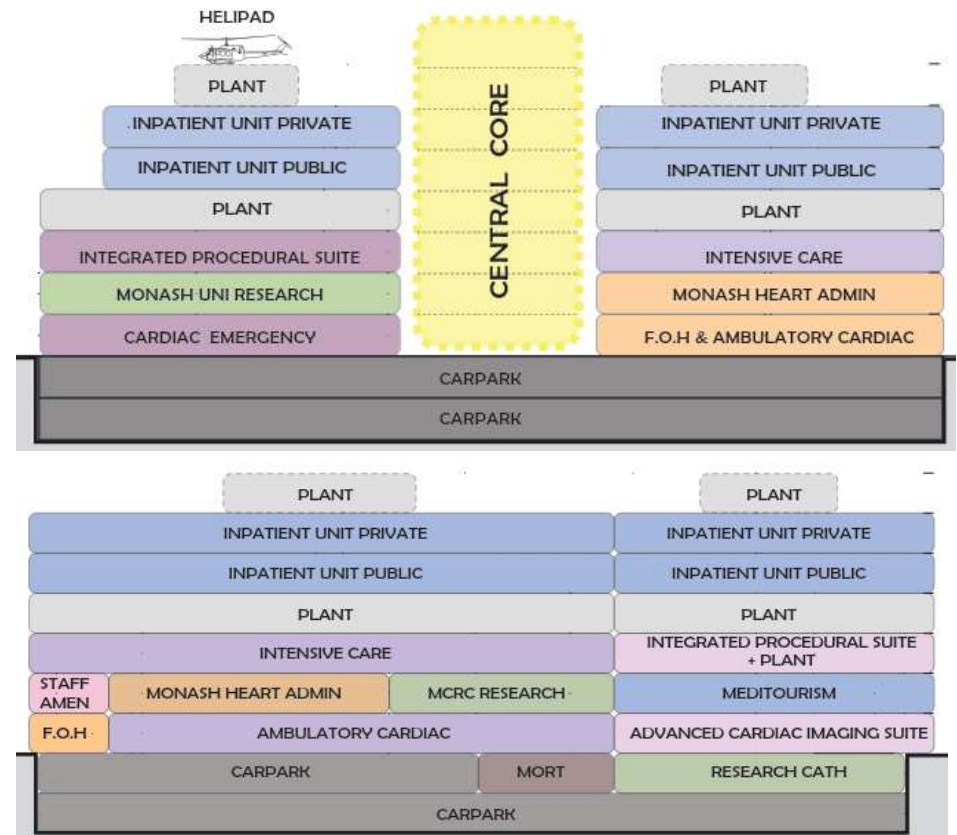 HELIPAD
PLANT
PLANT
INPATIENT UNIT PRIVATE
INPATIENT UNIT PRIVATE
INPATIENT UNIT PUBLIC
INPATIENT UNIT PUBLIC
PLANT
PLANT
INTEGRATED PROCEDURAL SUITE
INTENSIVE CARE
MONASH UNI RESEARCH
MONASH HEART ADMIN
CARDIAC EMERGENCY
F.O.H & AMBULATORY CARDIAC
CENTRAL CORE
CARPARK
CARPARK
PLANT
PLANT
INPATIENT UNIT PRIVATE
INPATIENT UNIT PRIVATE
INPATIENT UNIT PUBLIC
INPATIENT UNIT PUBLIC
PLANT
PLANT
INTENSIVE CARE
INTEGRATED PROCEDURAL SUITE
+ PLANT
STAFF
AMEN
MONASH HEART ADMIN
MCRC RESEARCH
MEDITOURISM
F.O.H
AMBULATORY CARDIAC
ADVANCED CARDIAC IMAGING SUITE
CARPARK
MORT
RESEARCH CATH
CARPARK